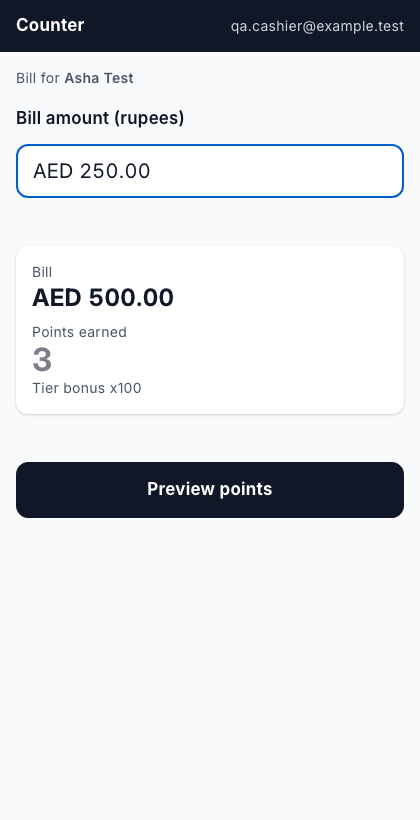 Counter
qa.cashier@example.test
Bill for Asha Test
Bill amount (rupees)
AED 250.00
Bill
AED 500.00
Points earned
3
Tier bonus x100
Preview points